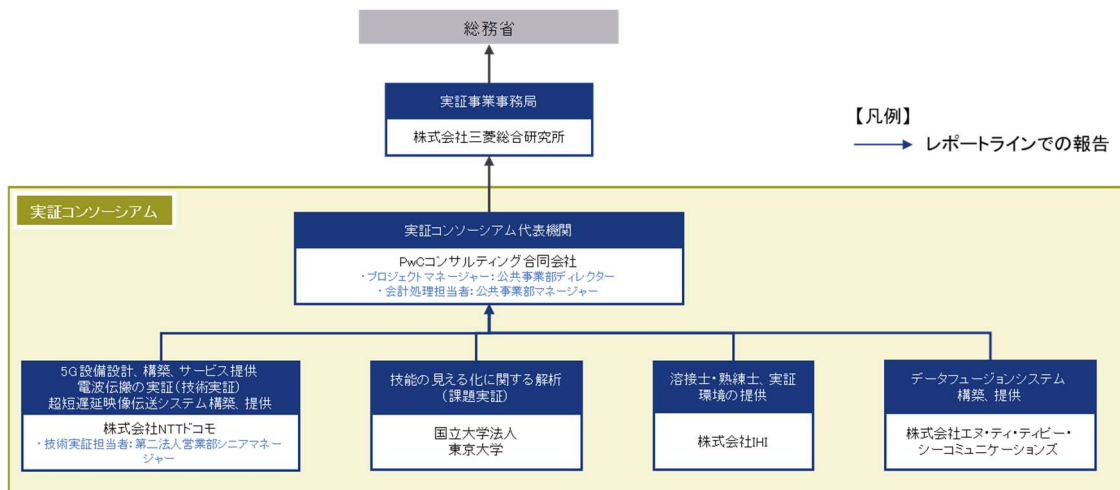 総務省
実証事業事務局
株式会社三菱総合研究所
【凡例】
レポートラインでの報告
実証コンソーシアム
実証コンソーシアム代表機関
PwCコンサルティング合同会社
・プロジェクトマネージャー：公共事業部ディレクター
・会計処理担当者：公共事業部マネージャー
5G設備設計、構築、サービス提供
電波伝搬の実証(技術実証)
超短遅延映像伝送システム構築、提供
株式会社NTTドコモ
・技術実証担当者：第二法人営業部シニアマネー
ジャー
技能の見える化に関する解析
(課題実証)
国立大学法人
東京大学
溶接士・熟練士、実証
環境の提供
株式会社IHI
データフュージョンシステム
構築、提供
株式会社エヌ・ティ・ティピー・
シーコミュニケーションズ